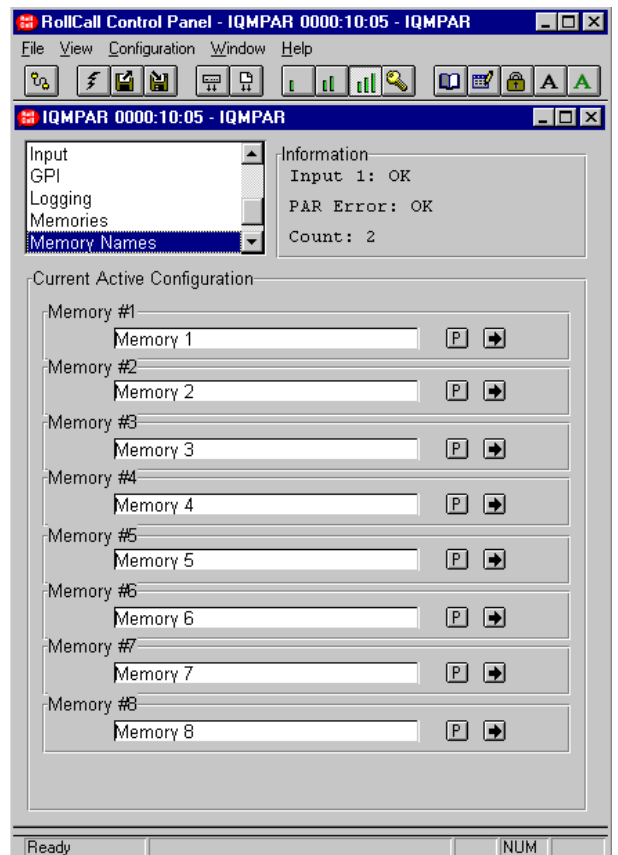 RollCall Control Panel - IQMPAR 0000:10:05 - IQMPAR
File View Configuration Window Help
A A
IQMPAR 0000:10:05 - IQMPAR
Input
GPI
Logging
Memories
Memory Names
Information
Input 1: OK
PAR Error: OK
Count: 2
Current Active Configuration
Memory #1
Memory 1 P
Memory #2
Memory 2 P
Memory #3
Memory 3 P
Memory #4
Memory 4 P
Memory #5
Memory 5 P
Memory #6
Memory 6 P
Memory #7
Memory 7 P
Memory #8
Memory 8 P
Ready NUM